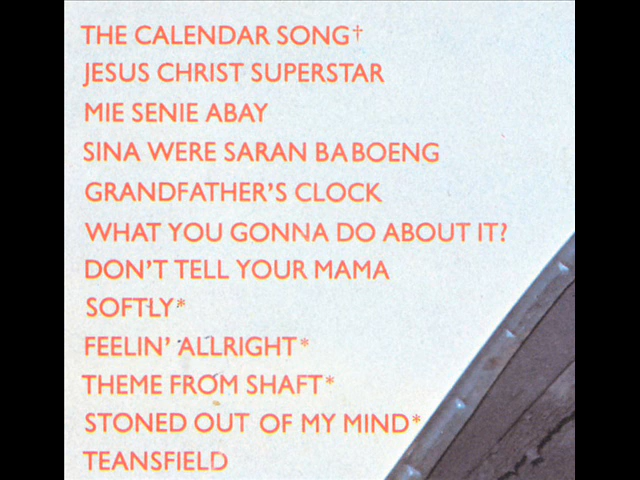 THE CALENDAR SONG†
JESUS CHRIST SUPERSTAR
MIE SENIE ABAY
SINA WERE SARAN BABOENG
GRANDFATHER'S CLOCK
WHAT YOU GONNA DO ABOUT IT?
DON'T TELL YOUR MAMA
SOFTLY*
FEELIN' ALLRIGHT*
THEME FROM SHAFT*
STONED OUT OF MY MIND*
TEANSFIELD